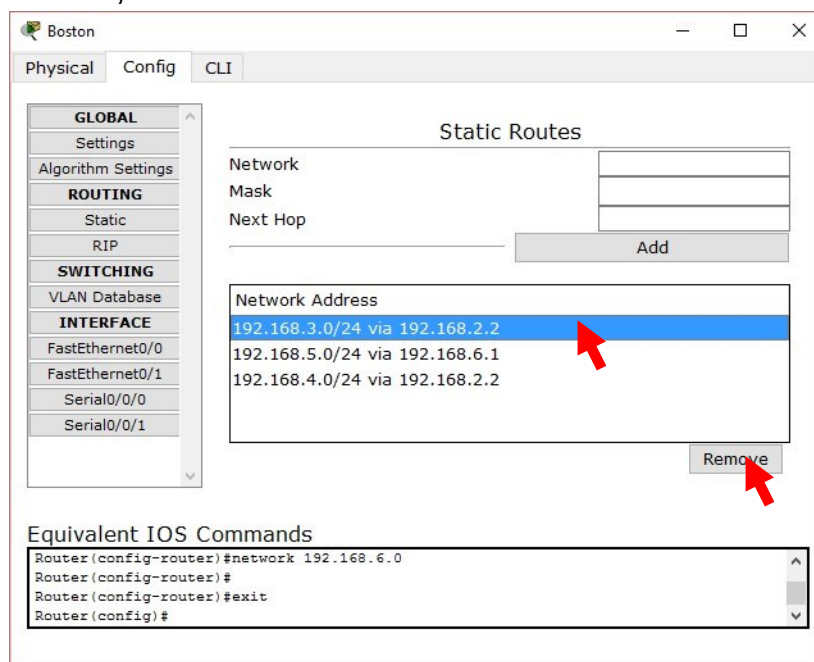 Boston
Physical Config CLI
GLOBAL
Settings
Algorithm Settings
ROUTING
Static
RIP
SWITCHING
VLAN Database
INTERFACE
FastEthernet0/0
FastEthernet0/1
Serial0/0/0
Serial0/0/1
Static Routes
Network
Mask
Next Hop
Add
Network Address
192.168.3.0/24 via 192.168.2.2
192.168.5.0/24 via 192.168.6.1
192.168.4.0/24 via 192.168.2.2
Remove
Equivalent IOS Commands
Router(config-router)#network 192.168.6.0
Router(config-router)#
Router(config-router)#exit
Router(config)#